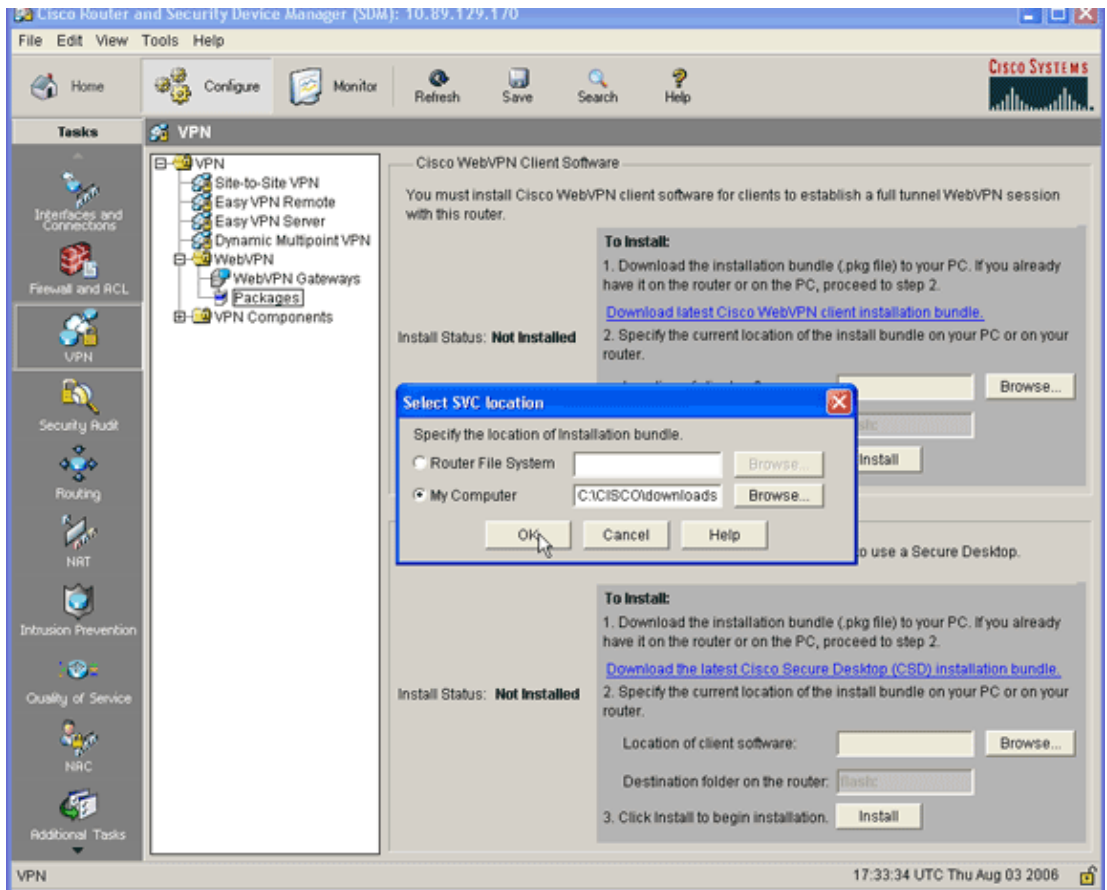 Cisco Router and Security Device Manager (SDM): 10.89.129.170
File Edit View Tools Help
Home
Configure
Monitor
Refresh
Save
Search
Help
CISCO SYSTEMS
Tasks
VPN
Interfaces and Connections
Firewall and ACL
VPN
Security Audit
Routing
NAT
Intrusion Prevention
Quality of Service
NAC
Additional Tasks
VPN
Site-to-Site VPN
Easy VPN Remote
Easy VPN Server
Dynamic Multipoint VPN
WebVPN
WebVPN Gateways
Packages
VPN Components
Cisco WebVPN Client Software
You must install Cisco WebVPN client software for clients to establish a full tunnel WebVPN session
with this router.
Install Status: Not Installed
To Install:
1. Download the installation bundle (.pkg file) to your PC. If you already
have it on the router or on the PC, proceed to step 2.
Download latest Cisco WebVPN client installation bundle.
2. Specify the current location of the install bundle on your PC or on your
router.
Browse...
Install
Select SVC location
Specify the location of Installation bundle.
Router File System
Browse...
My Computer
C:\CISCO\downloads
Browse...
OK
Cancel
Help
to use a Secure Desktop.
Install Status: Not Installed
To Install:
1. Download the installation bundle (.pkg file) to your PC. If you already
have it on the router or on the PC, proceed to step 2.
Download the latest Cisco Secure Desktop (CSD) installation bundle.
2. Specify the current location of the install bundle on your PC or on your
router.
Location of client software:
Browse...
Destination folder on the router:
flash:
3. Click Install to begin installation.
Install
VPN
17:33:34 UTC Thu Aug 03 2006